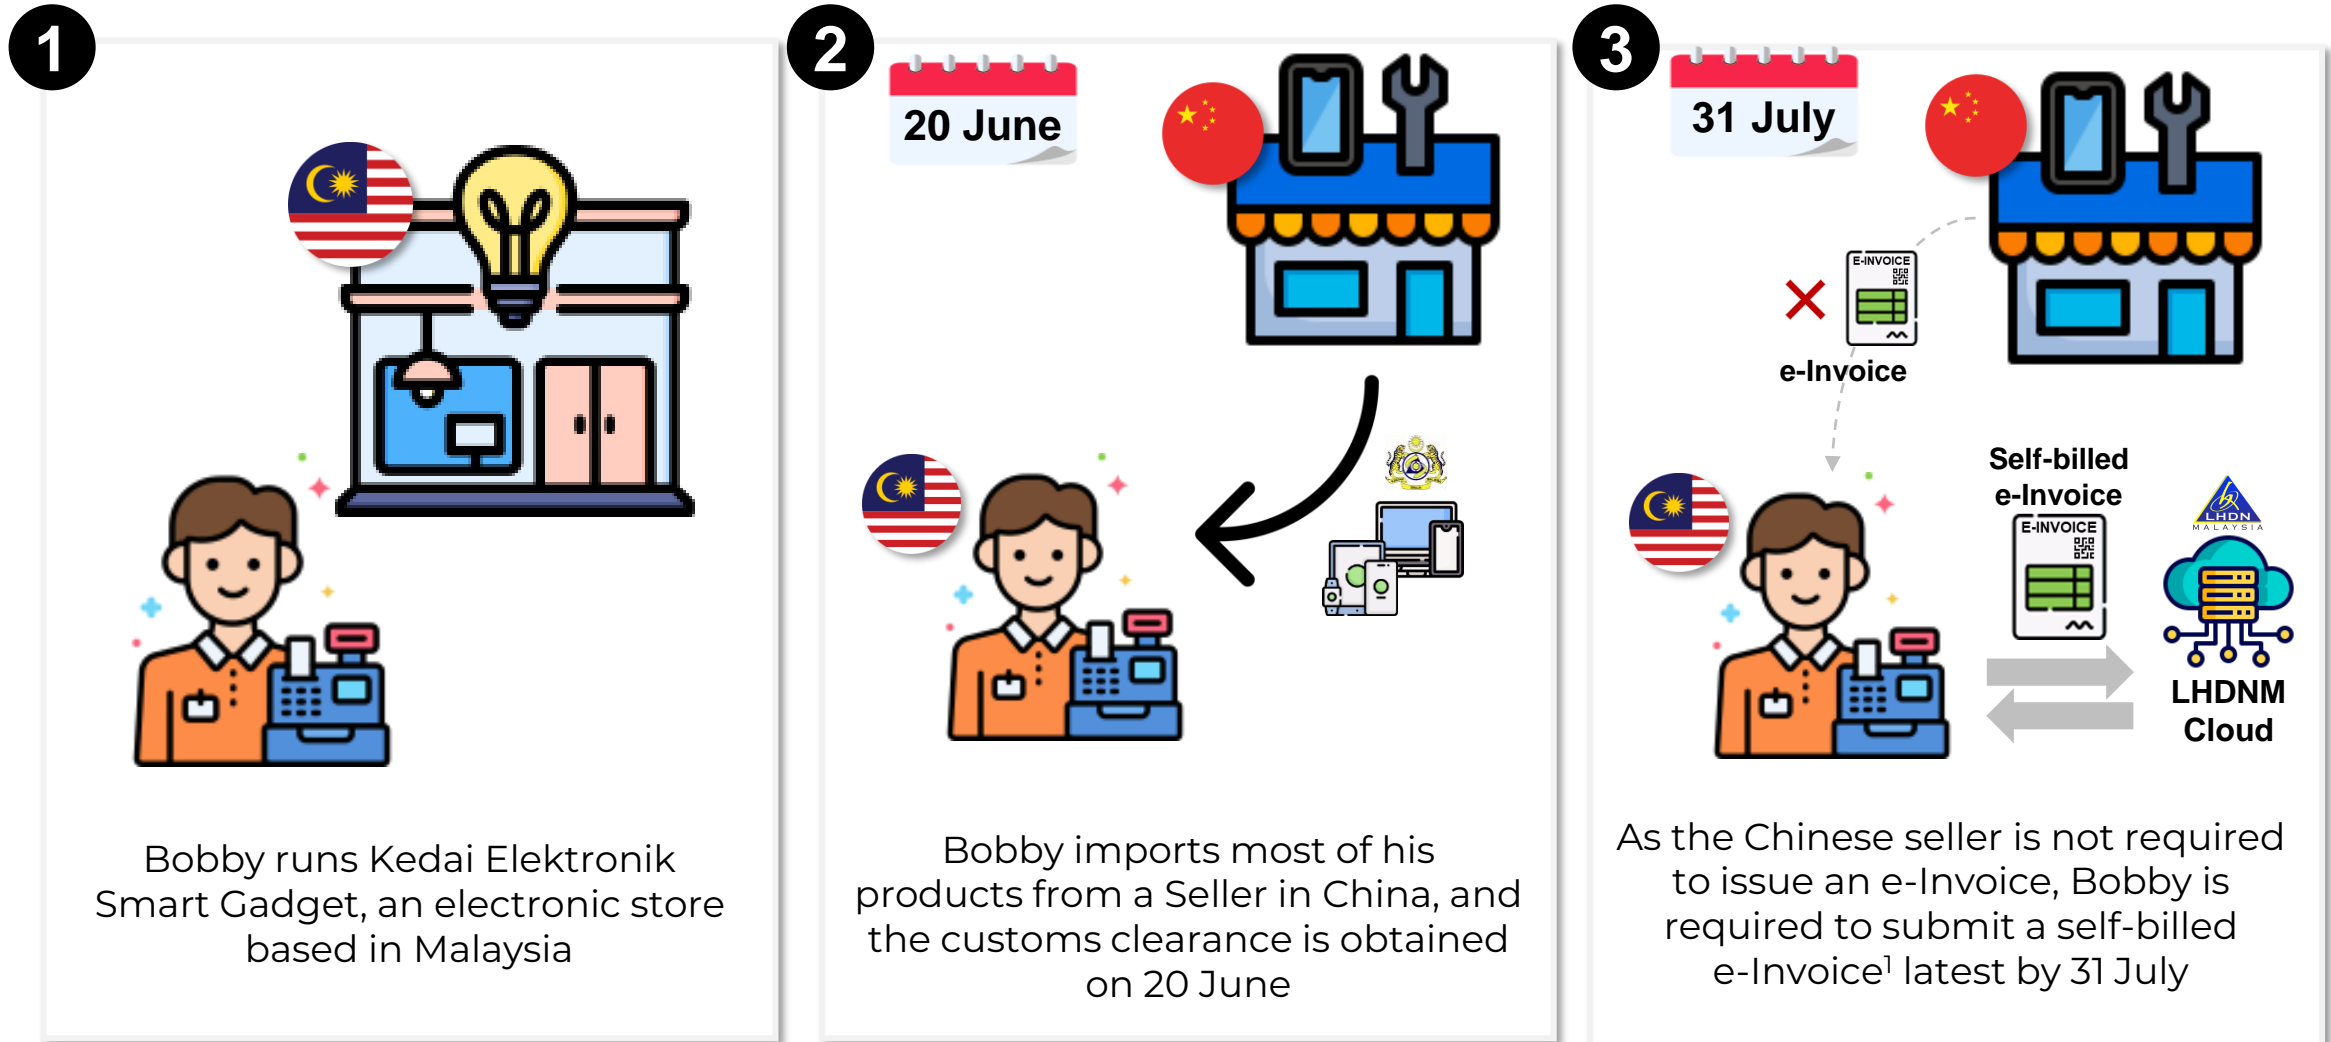 1
Bobby runs Kedai Elektronik
Smart Gadget, an electronic store
based in Malaysia
2
20 June
Bobby imports most of his
products from a Seller in China, and
the customs clearance is obtained
on 20 June
3
31 July
E-INVOICE
e-Invoice
Self-billed
e-Invoice
E-INVOICE
LHDN
MALAYSIA
LHDNM
Cloud
As the Chinese seller is not required
to issue an e-Invoice, Bobby is
required to submit a self-billed
e-Invoice¹ latest by 31 July